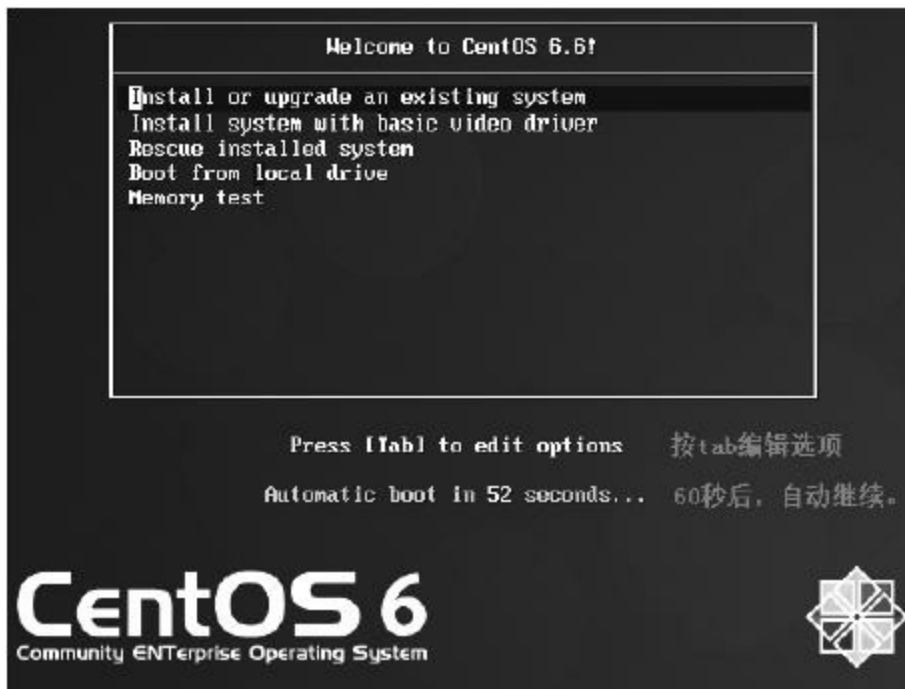 Welcome to CentOS 6.6!
Install or upgrade an existing system
Install system with basic video driver
Rescue installed system
Boot from local drive
Memory test
Press [Tab] to edit options 按tab编辑选项
Automatic boot in 52 seconds... 60秒后，自动继续。
CentOS 6
Community ENTerprise Operating System